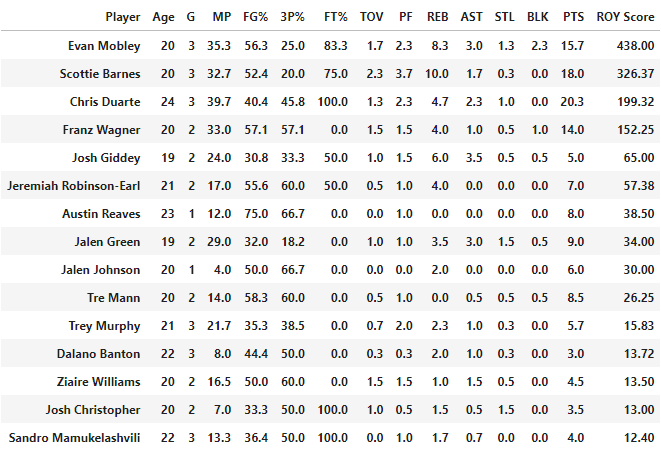 Player Age G MP FG% 3P% FT% TOV PF REB AST STL BLK PTS ROY Score
Evan Mobley 20 3 35.3 56.3 25.0 83.3 1.7 2.3 8.3 3.0 1.3 2.3 15.7 438.00
Scottie Barnes 20 3 32.7 52.4 20.0 75.0 2.3 3.7 10.0 1.7 0.3 0.0 18.0 326.37
Chris Duarte 24 3 39.7 40.4 45.8 100.0 1.3 2.3 4.7 2.3 1.0 0.0 20.3 199.32
Franz Wagner 20 2 33.0 57.1 57.1 0.0 1.5 1.5 4.0 1.0 0.5 1.0 14.0 152.25
Josh Giddey 19 2 24.0 30.8 33.3 50.0 1.0 1.5 6.0 3.5 0.5 0.5 5.0 65.00
Jeremiah Robinson-Earl 21 2 17.0 55.6 60.0 50.0 0.5 1.0 4.0 0.0 0.0 0.0 7.0 57.38
Austin Reaves 23 1 12.0 75.0 66.7 0.0 0.0 1.0 0.0 0.0 0.0 0.0 8.0 38.50
Jalen Green 19 2 29.0 32.0 18.2 0.0 1.0 1.0 3.5 3.0 1.5 0.5 9.0 34.00
Jalen Johnson 20 1 4.0 50.0 66.7 0.0 0.0 0.0 2.0 0.0 0.0 0.0 6.0 30.00
Tre Mann 20 2 14.0 58.3 60.0 0.0 0.5 1.0 0.0 0.5 0.5 0.5 8.5 26.25
Trey Murphy 21 3 21.7 35.3 38.5 0.0 0.7 2.0 2.3 1.0 0.3 0.0 5.7 15.83
Dalano Banton 22 3 8.0 44.4 50.0 0.0 0.3 0.3 2.0 1.0 0.3 0.0 3.0 13.72
Ziaire Williams 20 2 16.5 50.0 60.0 0.0 1.5 1.5 1.0 1.5 0.5 0.0 4.5 13.50
Josh Christopher 20 2 7.0 33.3 50.0 100.0 1.0 0.5 1.5 0.5 1.5 0.0 3.5 13.00
Sandro Mamukelashvili 22 3 13.3 36.4 50.0 100.0 0.0 1.0 1.7 0.7 0.0 0.0 4.0 12.40